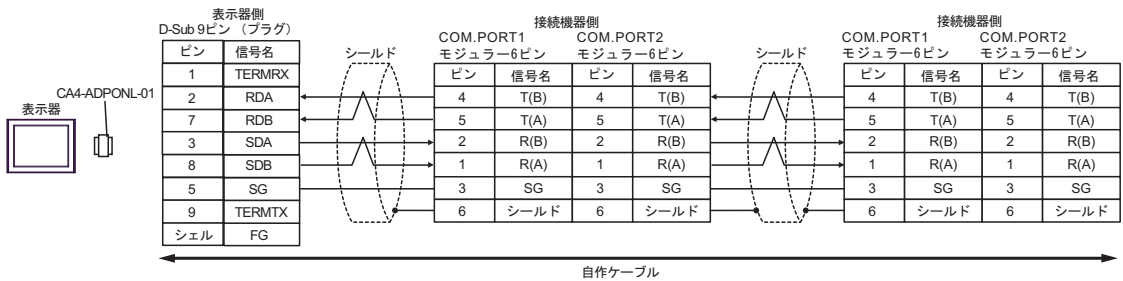 表示器側
D-Sub 9ピン (プラグ)
ピン 信号名
1 TERMRX
2 RDA
7 RDB
3 SDA
8 SDB
5 SG
9 TERMTX
シェル FG
表示器
CA4-ADPONL-01
シールド
接続機器側
COM.PORT1 COM.PORT2
モジュラー6ピン モジュラー6ピン
ピン 信号名 ピン 信号名
4 T(B) 4 T(B)
5 T(A) 5 T(A)
2 R(B) 2 R(B)
1 R(A) 1 R(A)
3 SG 3 SG
6 シールド 6 シールド
シールド
接続機器側
COM.PORT1 COM.PORT2
モジュラー6ピン モジュラー6ピン
ピン 信号名 ピン 信号名
4 T(B) 4 T(B)
5 T(A) 5 T(A)
2 R(B) 2 R(B)
1 R(A) 1 R(A)
3 SG 3 SG
6 シールド 6 シールド
自作ケーブル